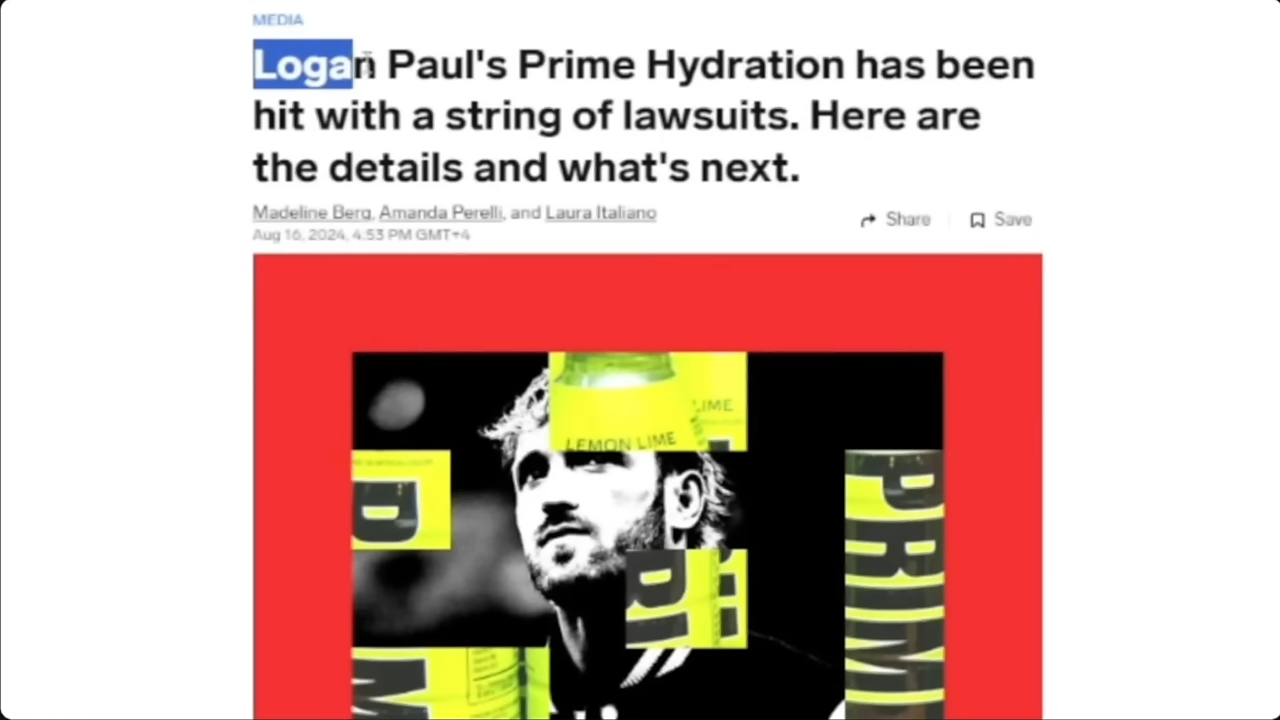 MEDIA
Logan Paul's Prime Hydration has been
hit with a string of lawsuits. Here are
the details and what's next.
Madeline Berg, Amanda Perelli, and Laura Italiano
Share
Save
Aug 16, 2024, 4:53 PM GMT+4
LIME
LEMON LIME
P
PRIM
RI
M